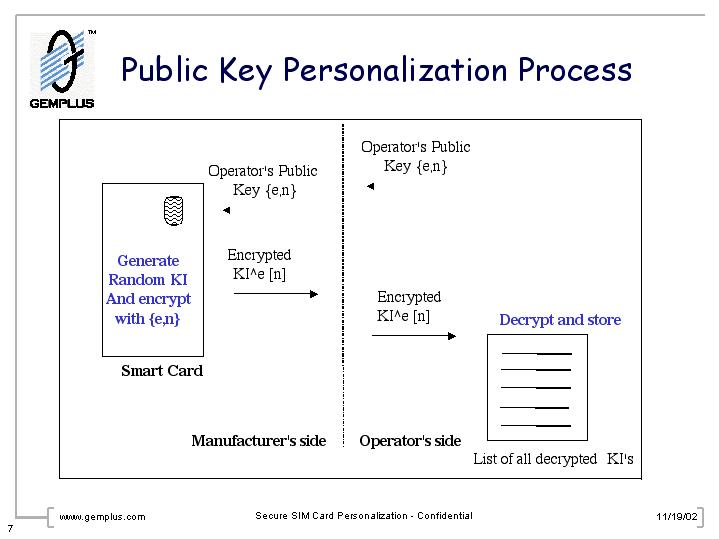 TM
GEMPLUS
Public Key Personalization Process
Operator's Public
Key {e,n}
Operator's Public
Key {e,n}
Generate
Random KI
And encrypt
with {e,n}
Encrypted
KI^e [n]
Encrypted
KI^e [n]
Decrypt and store
Smart Card
Manufacturer's side
Operator's side
List of all decrypted KI's
www.gemplus.com
Secure SIM Card Personalization - Confidential
11/19/02
7